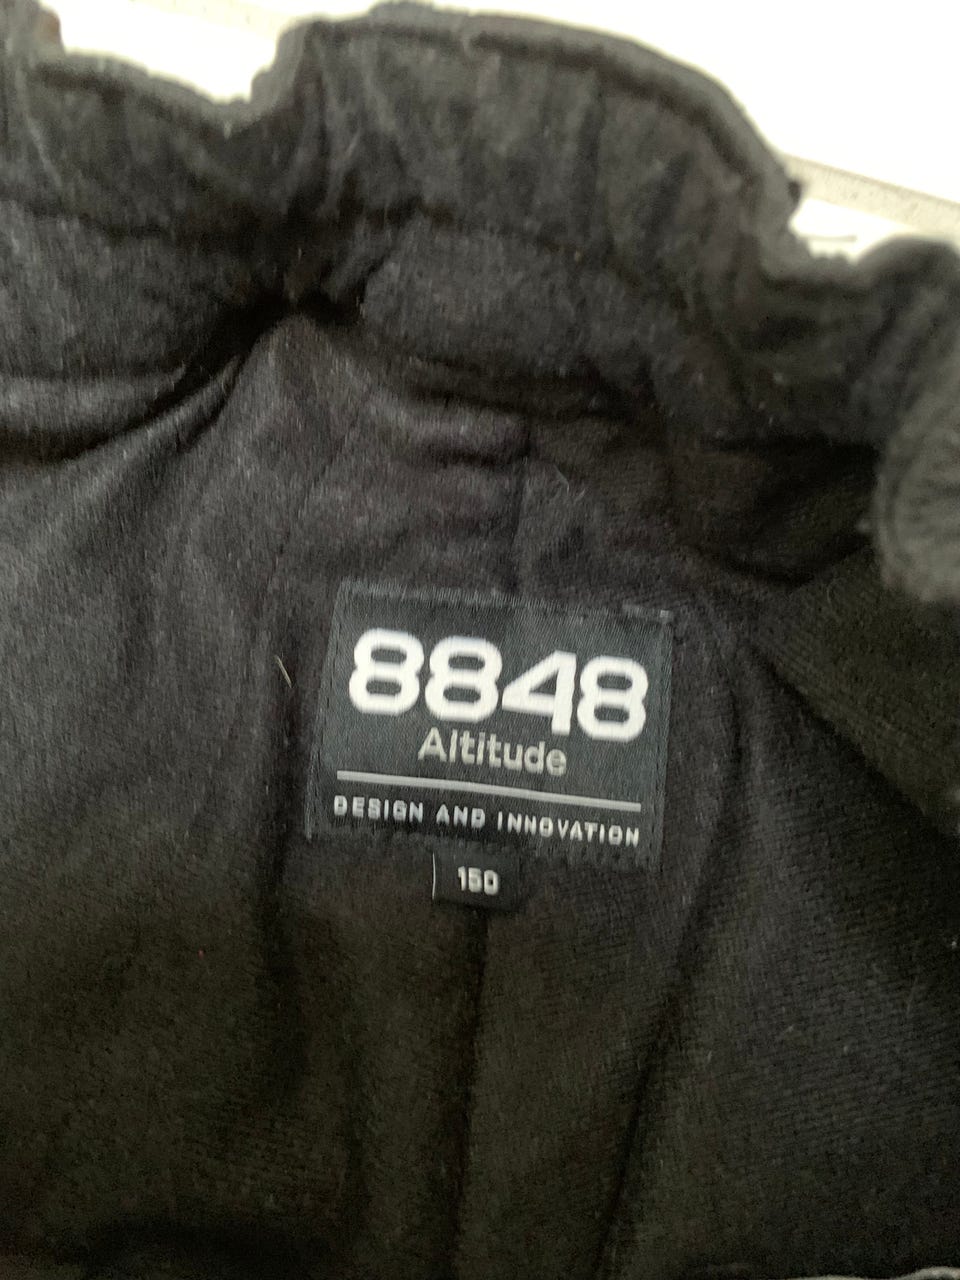 8848
Altitude
DESIGN AND INNOVATION
150